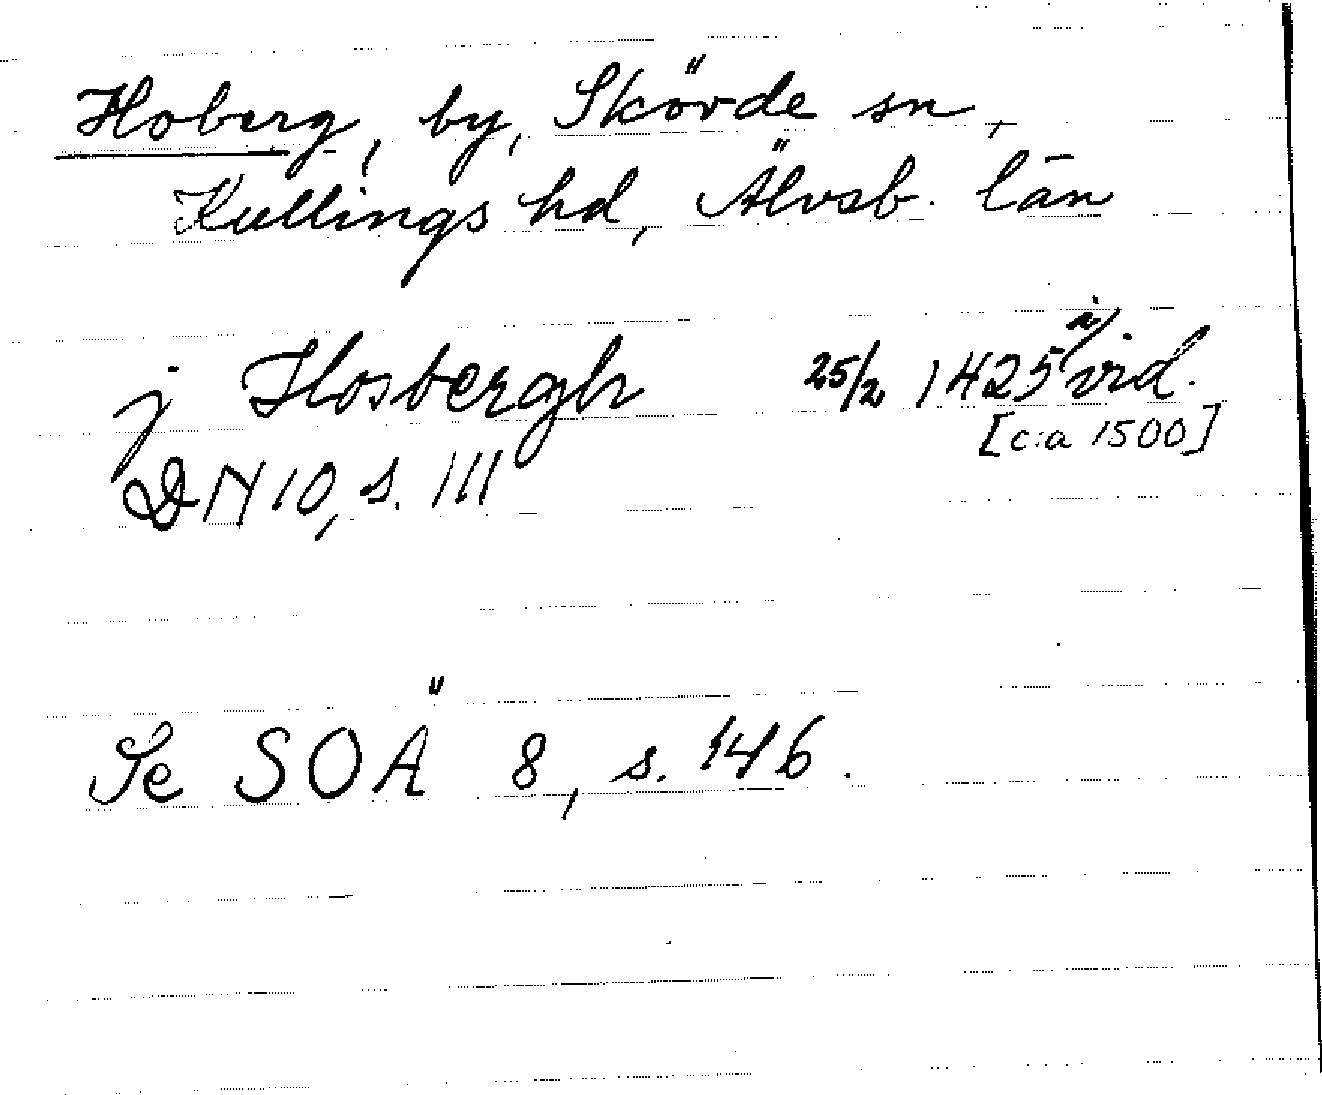 Hoberg, by, Skövde sn,
Kullings hd, Älvsb. län
j Hosbergh 25/2 1425 i vid.
[c:a 1500]
DN 10, s. 111
Se SOÄ 8, s. 146.